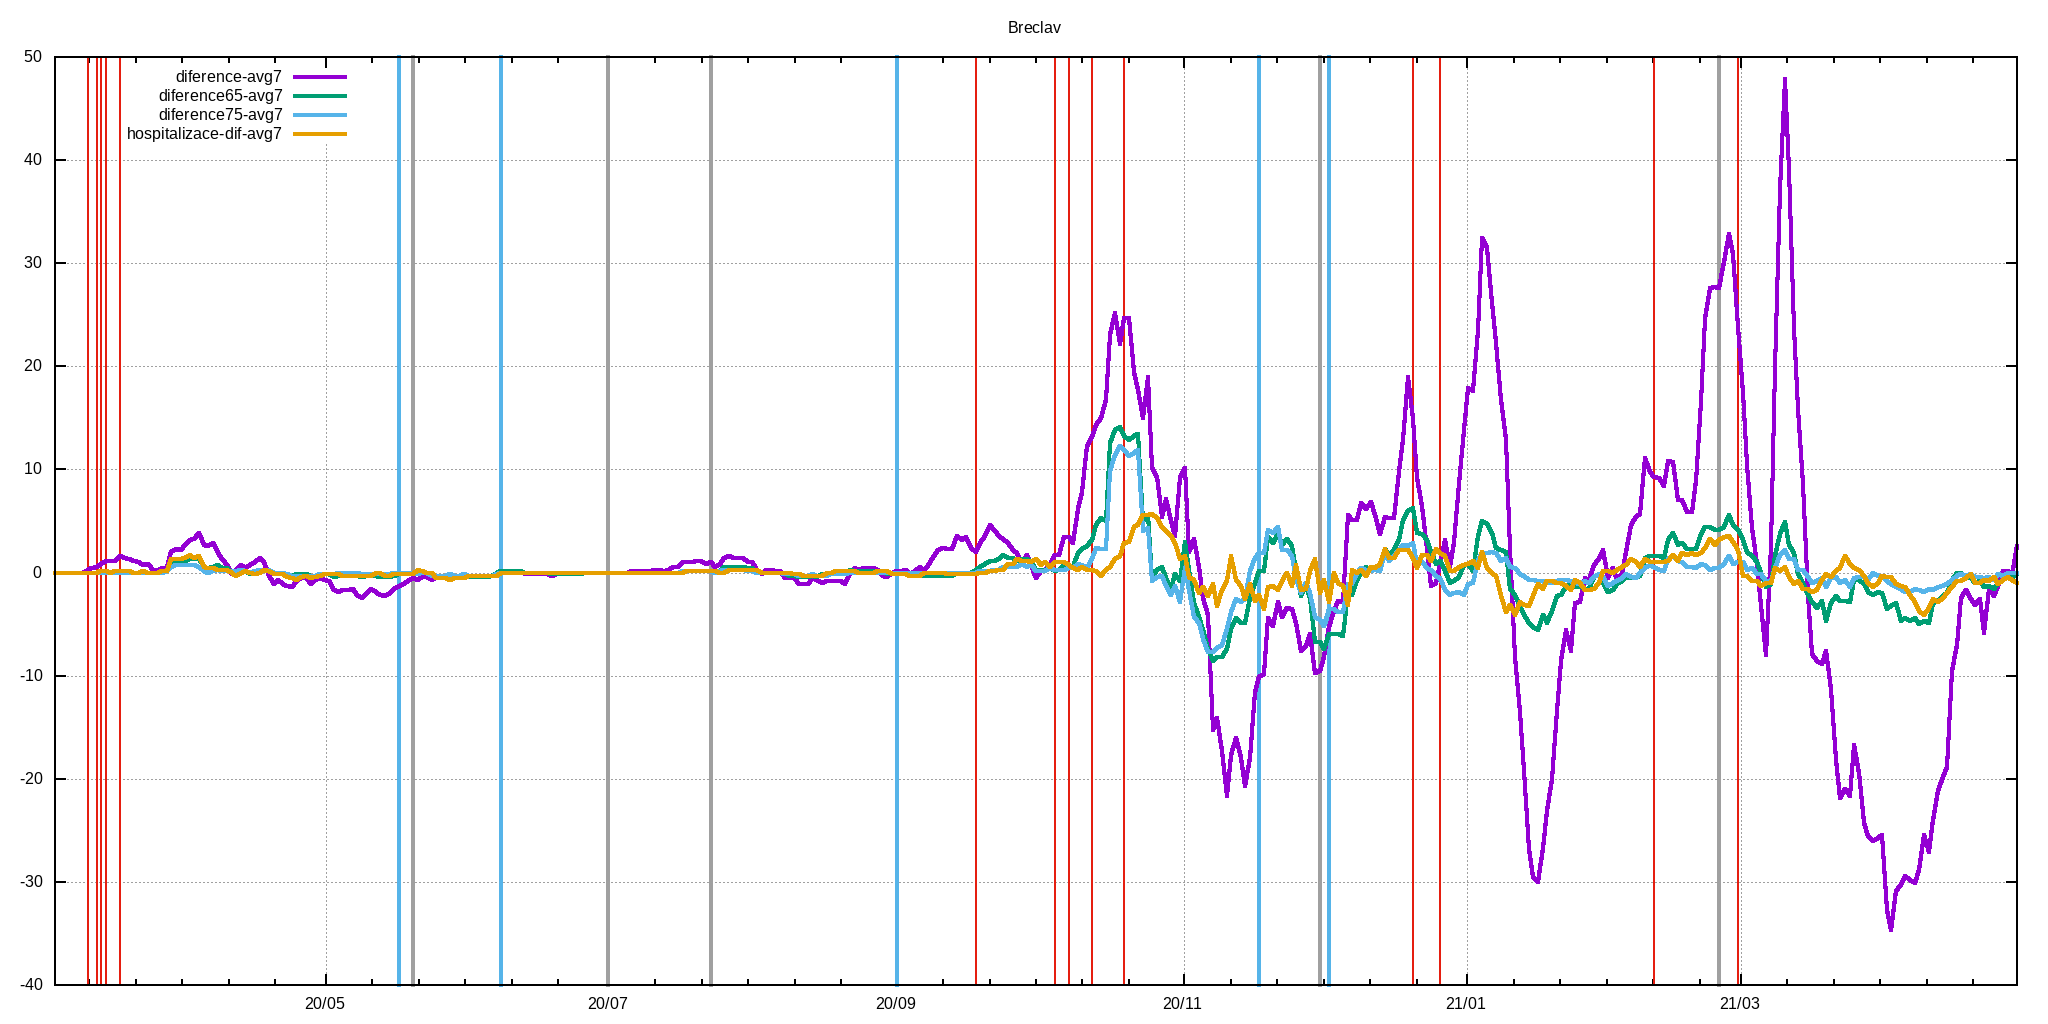 Breclav
50
40
30
20
10
0
-10
-20
-30
-40
diference-avg7
diference65-avg7
diference75-avg7
hospitalizace-dif-avg7
20/05 20/07 20/09 20/11 21/01 21/03